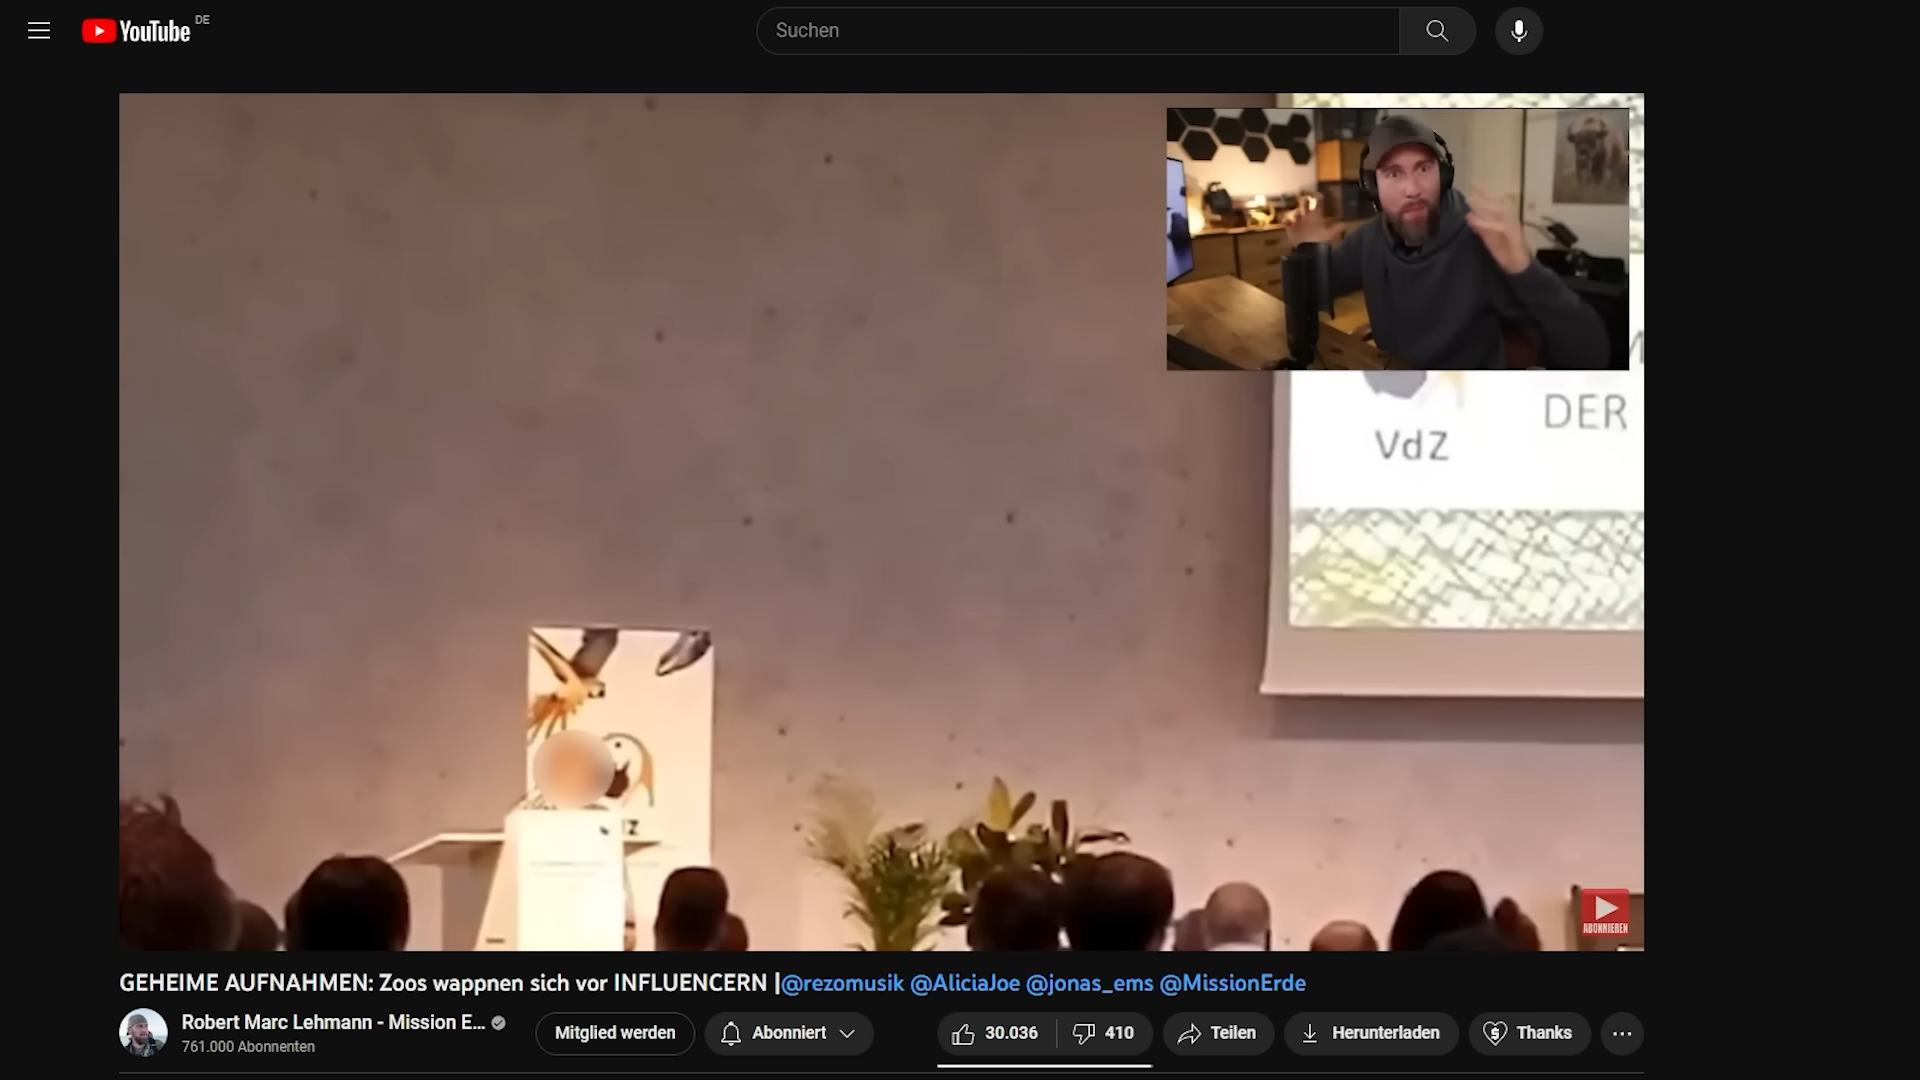 YouTube DE
Suchen
DER
VdZ
ABONNIEREN
GEHEIME AUFNAHMEN: Zoos wappnen sich vor INFLUENCERN |@rezomusik @AliciaJoe @jonas_ems @MissionErde
Robert Marc Lehmann - Mission E...
761.000 Abonnenten
Mitglied werden
Abonniert
30.036
410
Teilen
Herunterladen
Thanks